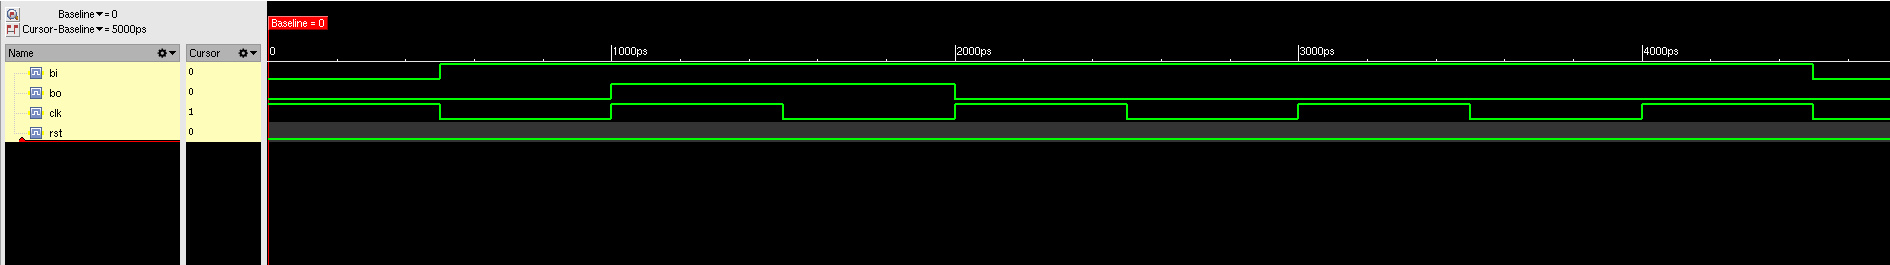 Baseline▼= 0
Cursor-Baseline▼= 5000ps
Baseline = 0
Name
Cursor
0
1000ps
2000ps
3000ps
4000ps
bi
0
bo
0
clk
1
rst
0